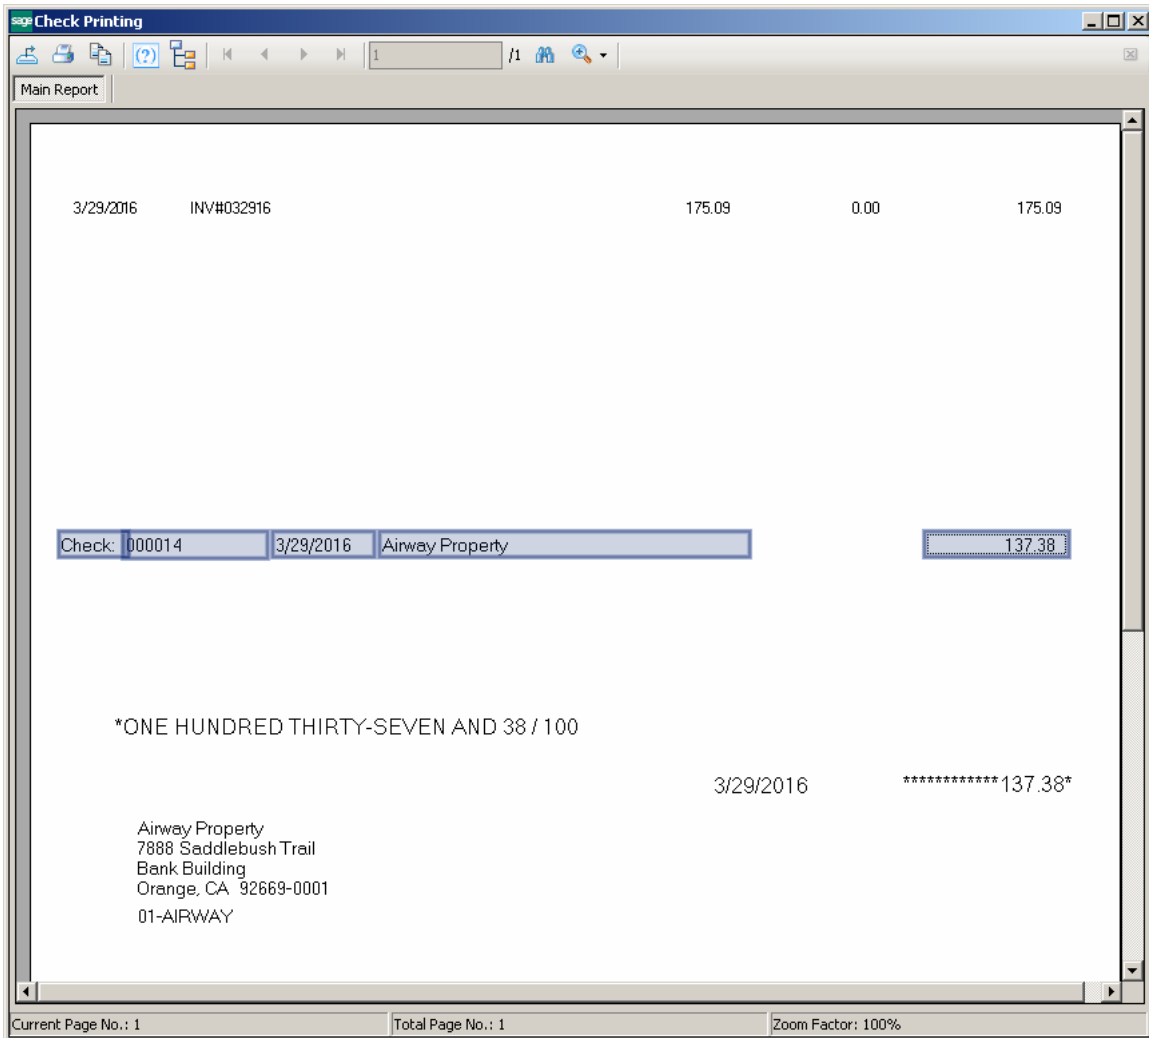 sage Check Printing
(?) 1 /1
Main Report
3/29/2016 INV#032916 175.09 0.00 175.09
Check: 000014 3/29/2016 Airway Property 137.38
*ONE HUNDRED THIRTY-SEVEN AND 38 / 100
3/29/2016 ************137.38*
Airway Property
7888 Saddlebush Trail
Bank Building
Orange, CA 92669-0001
01-AIRWAY
Current Page No.: 1 Total Page No.: 1 Zoom Factor: 100%